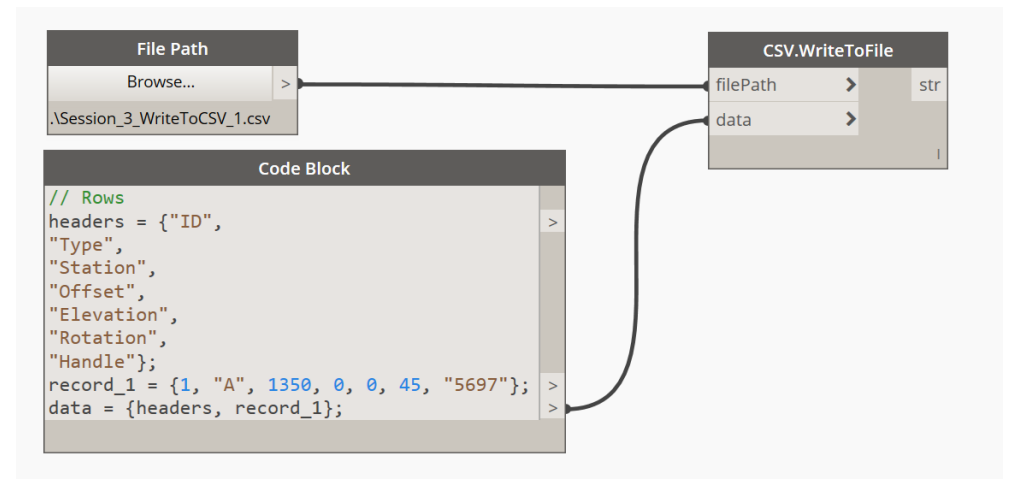 File Path
Browse...
>
.\Session_3_WriteToCSV_1.csv
Code Block
// Rows
headers = {"ID",
>
"Type",
"Station",
"Offset",
"Elevation",
"Rotation",
"Handle"};
record_1 = {1, "A", 1350, 0, 0, 45, "5697"};
>
data = {headers, record_1};
>
CSV.WriteToFile
filePath
>
str
data
>
l